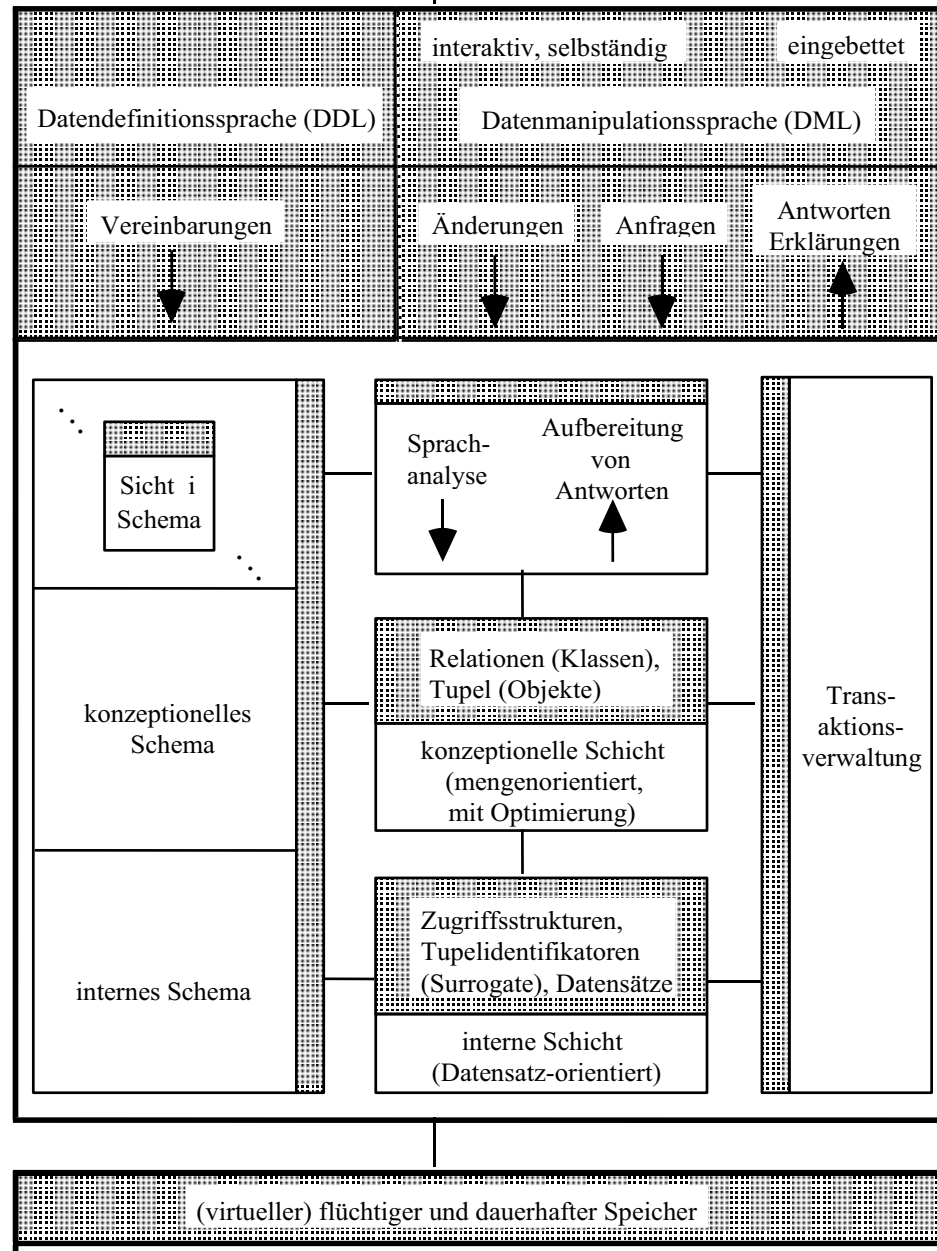 interaktiv, selbständig
eingebettet
Datendefinitionssprache (DDL)
Datenmanipulationssprache (DML)
Vereinbarungen
Änderungen
Anfragen
Antworten
Erklärungen
Sicht i
Schema
Sprach-
analyse
Aufbereitung
von
Antworten
konzeptionelles
Schema
Relationen (Klassen),
Tupel (Objekte)
konzeptionelle Schicht
(mengenorientiert,
mit Optimierung)
Trans-
aktions-
verwaltung
internes Schema
Zugriffsstrukturen,
Tupelidentifikatoren
(Surrogate), Datensätze
interne Schicht
(Datensatz-orientiert)
(virtueller) flüchtiger und dauerhafter Speicher